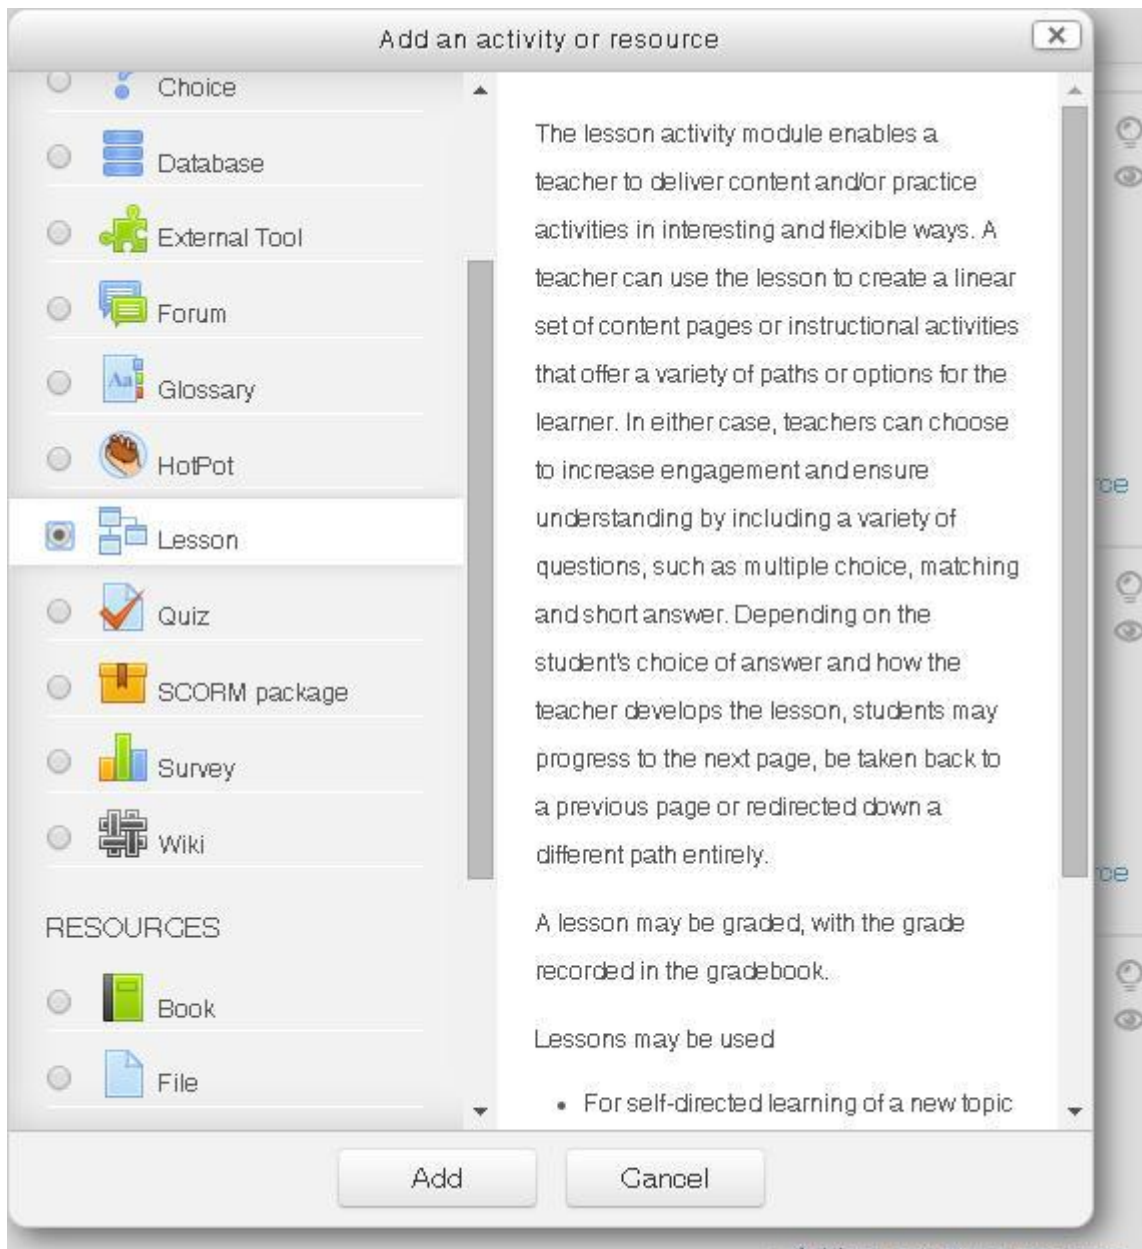 Add an activity or resource
Choice
Database
External Tool
Forum
Glossary
HotPot
Lesson
Quiz
SCORM package
Survey
Wiki
RESOURCES
Book
File
The lesson activity module enables a
teacher to deliver content and/or practice
activities in interesting and flexible ways. A
teacher can use the lesson to create a linear
set of content pages or instructional activities
that offer a variety of paths or options for the
learner. In either case, teachers can choose
to increase engagement and ensure
understanding by including a variety of
questions, such as multiple choice, matching
and short answer. Depending on the
student's choice of answer and how the
teacher develops the lesson, students may
progress to the next page, be taken back to
a previous page or redirected down a
different path entirely.
A lesson may be graded, with the grade
recorded in the gradebook.
Lessons may be used
• For self-directed learning of a new topic
Add
Cancel
rce
rce